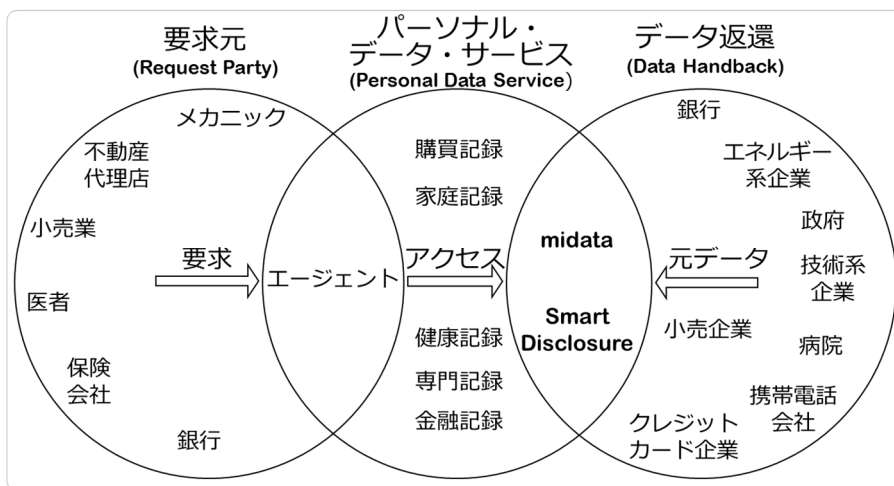 要求元
(Request Party)
パーソナル・
データ・サービス
(Personal Data Service)
データ返還
(Data Handback)
メカニック
不動産
代理店
小売業
要求
医者
保険
会社
銀行
エージェント
購買記録
家庭記録
アクセス
健康記録
専門記録
金融記録
midata
Smart
Disclosure
銀行
エネルギー
系企業
政府
元データ
技術系
企業
小売企業
病院
携帯電話
会社
クレジット
カード企業